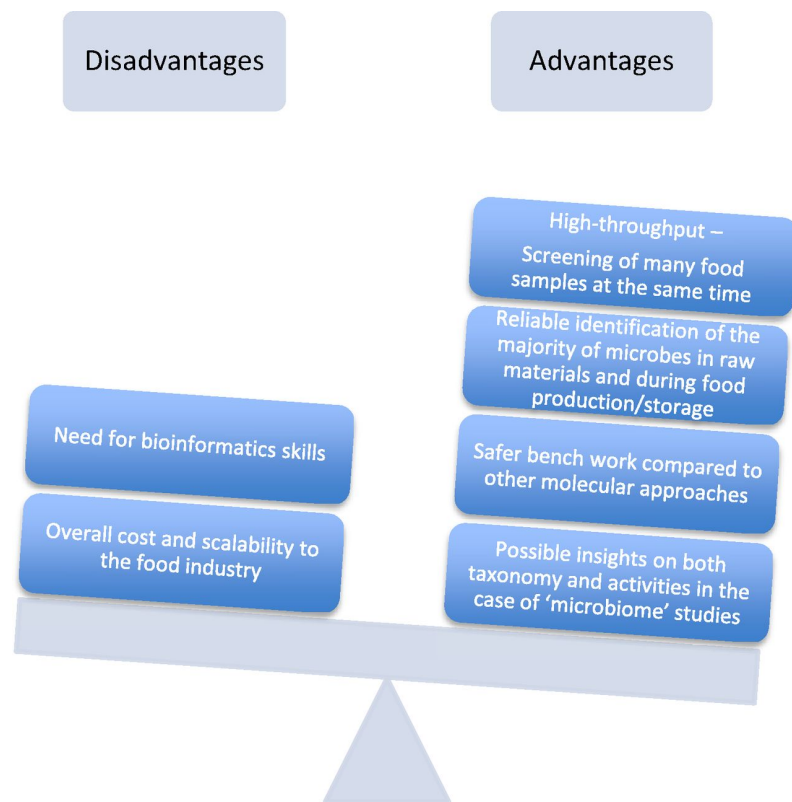 Disadvantages
Advantages
High-throughput –
Screening of many food
samples at the same time
Reliable identification of the
majority of microbes in raw
materials and during food
production/storage
Need for bioinformatics skills
Safer bench work compared to
other molecular approaches
Overall cost and scalability to
the food industry
Possible insights on both
taxonomy and activities in the
case of ‘microbiome’ studies